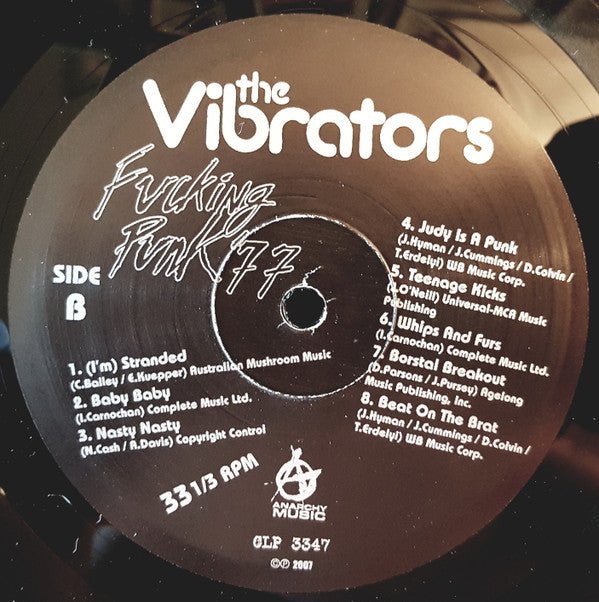 the
Vibrators
Fucking
Punk '77
SIDE
B
1. (I'm) Stranded
(C.Bailey / E.Kuepper) Australian Mushroom Music
2. Baby Baby
(I.Carnochan) Complete Music Ltd.
3. Nasty Nasty
(N.Cash / A.Davis) Copyright Control
4. Judy Is A Punk
(J.Hyman / J.Cummings / D.Colvin /
T.Erdelyi) WB Music Corp.
5. Teenage Kicks
(J.O'Neill) Universal-MCA Music
Publishing
6. Whips And Furs
(I.Carnochan) Complete Music Ltd.
7. Borstal Breakout
(D.Parsons / J.Pursey) Agelong
Music Publishing, Inc.
8. Beat On The Brat
(J.Hyman / J.Cummings / D.Colvin /
T.Erdelyi) WB Music Corp.
33 1/3 RPM
ANARCHY
MUSIC
GLP 3347
©℗ 2007